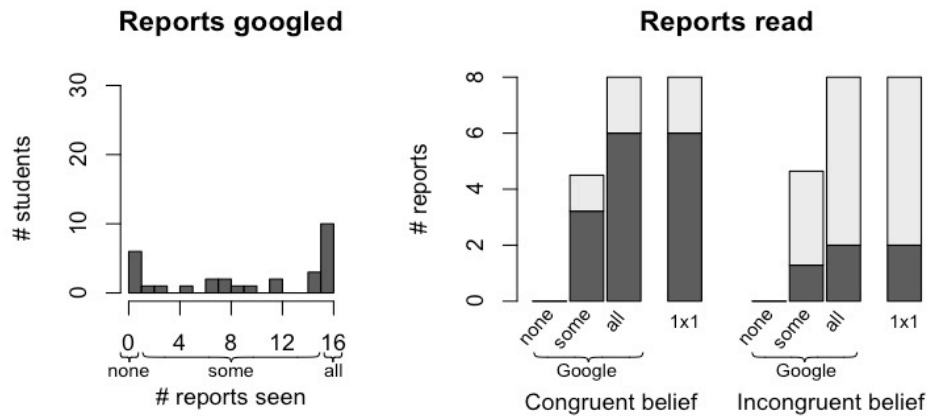 Reports googled
# students
30
20
10
0
0 4 8 12 16
none some all
# reports seen
Reports read
# reports
8
6
4
2
0
none some all 1x1
Google
Congruent belief
none some all 1x1
Google
Incongruent belief